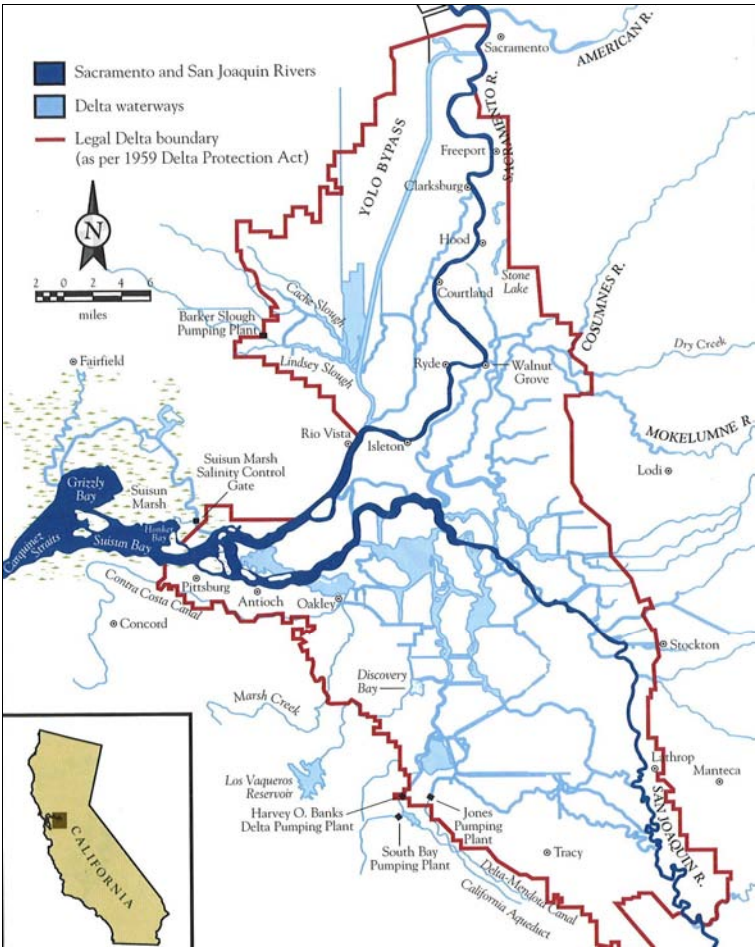 Sacramento and San Joaquin Rivers
Delta waterways
Legal Delta boundary
(as per 1959 Delta Protection Act)
N
2 0 2 4 6
miles
Sacramento
AMERICAN R.
SACRAMENTO R.
YOLO BYPASS
Freeport
Clarksburg
Hood
Stone
Lake
Courtland
COSUMNES R.
Cache Slough
Barker Slough
Pumping Plant
Lindsey Slough
Dry Creek
Fairfield
Ryde
Walnut
Grove
MOKELUMNE R.
Rio Vista
Isleton
Lodi
Suisun Marsh
Salinity Control
Gate
Grizzly
Bay
Suisun
Marsh
Honker
Bay
Suisun Bay
Carquinez
Straits
Pittsburg
Antioch
Oakley
Contra Costa Canal
Concord
Stockton
Discovery
Bay
Marsh Creek
Los Vaqueros
Reservoir
Lathrop
Manteca
Harvey O. Banks
Delta Pumping Plant
Jones
Pumping
Plant
SAN JOAQUIN R.
South Bay
Pumping Plant
Tracy
Delta-Mendota Canal
California Aqueduct
CALIFORNIA